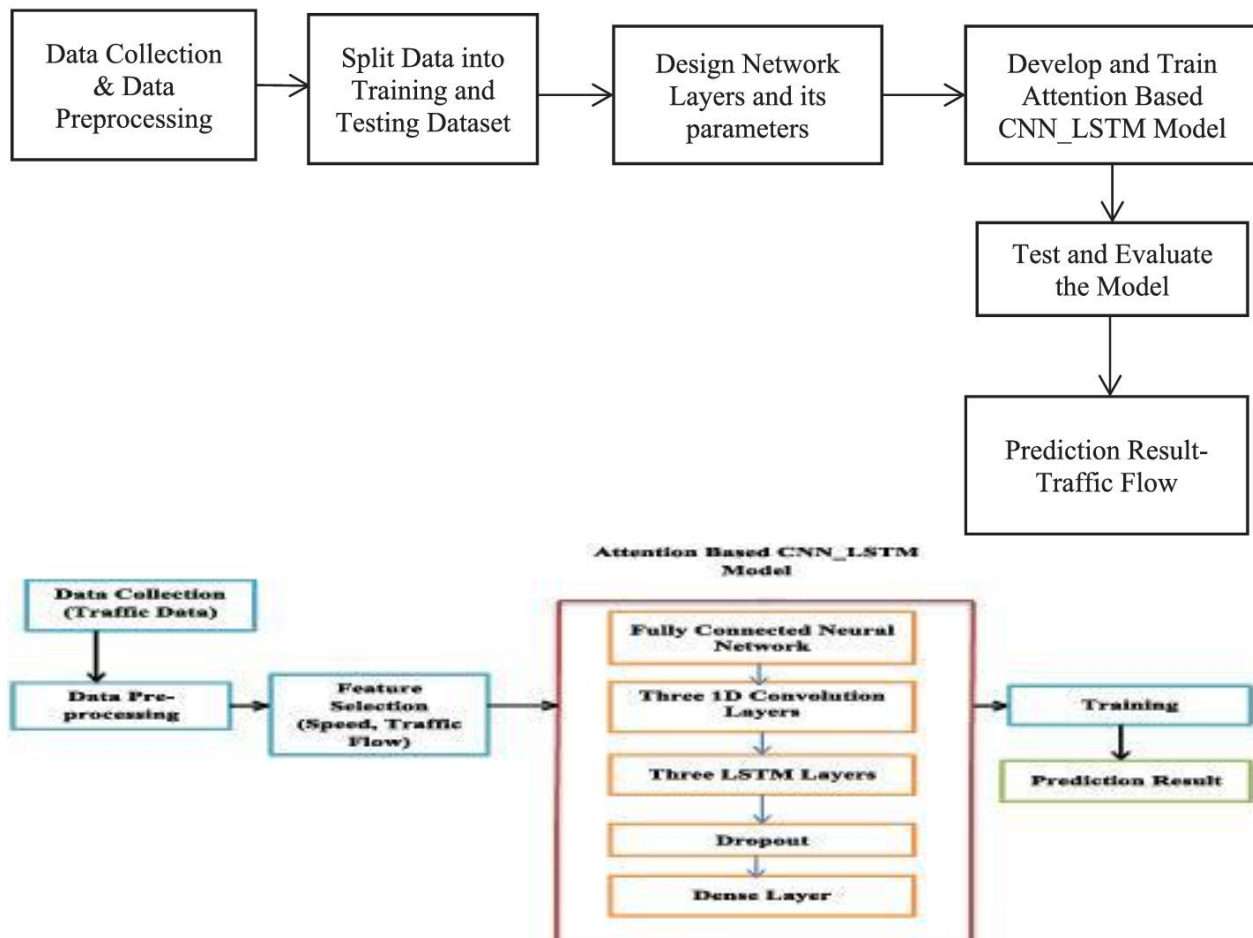 Data Collection
& Data
Preprocessing
Split Data into
Training and
Testing Dataset
Design Network
Layers and its
parameters
Develop and Train
Attention Based
CNN_LSTM Model
Test and Evaluate
the Model
Prediction Result-
Traffic Flow
Attention Based CNN_LSTM
Model
Data Collection
(Traffic Data)
Data Pre-
processing
Feature
Selection
(Speed, Traffic
Flow)
Fully Connected Neural
Network
Three 1D Convolution
Layers
Three LSTM Layers
Dropout
Dense Layer
Training
Prediction Result